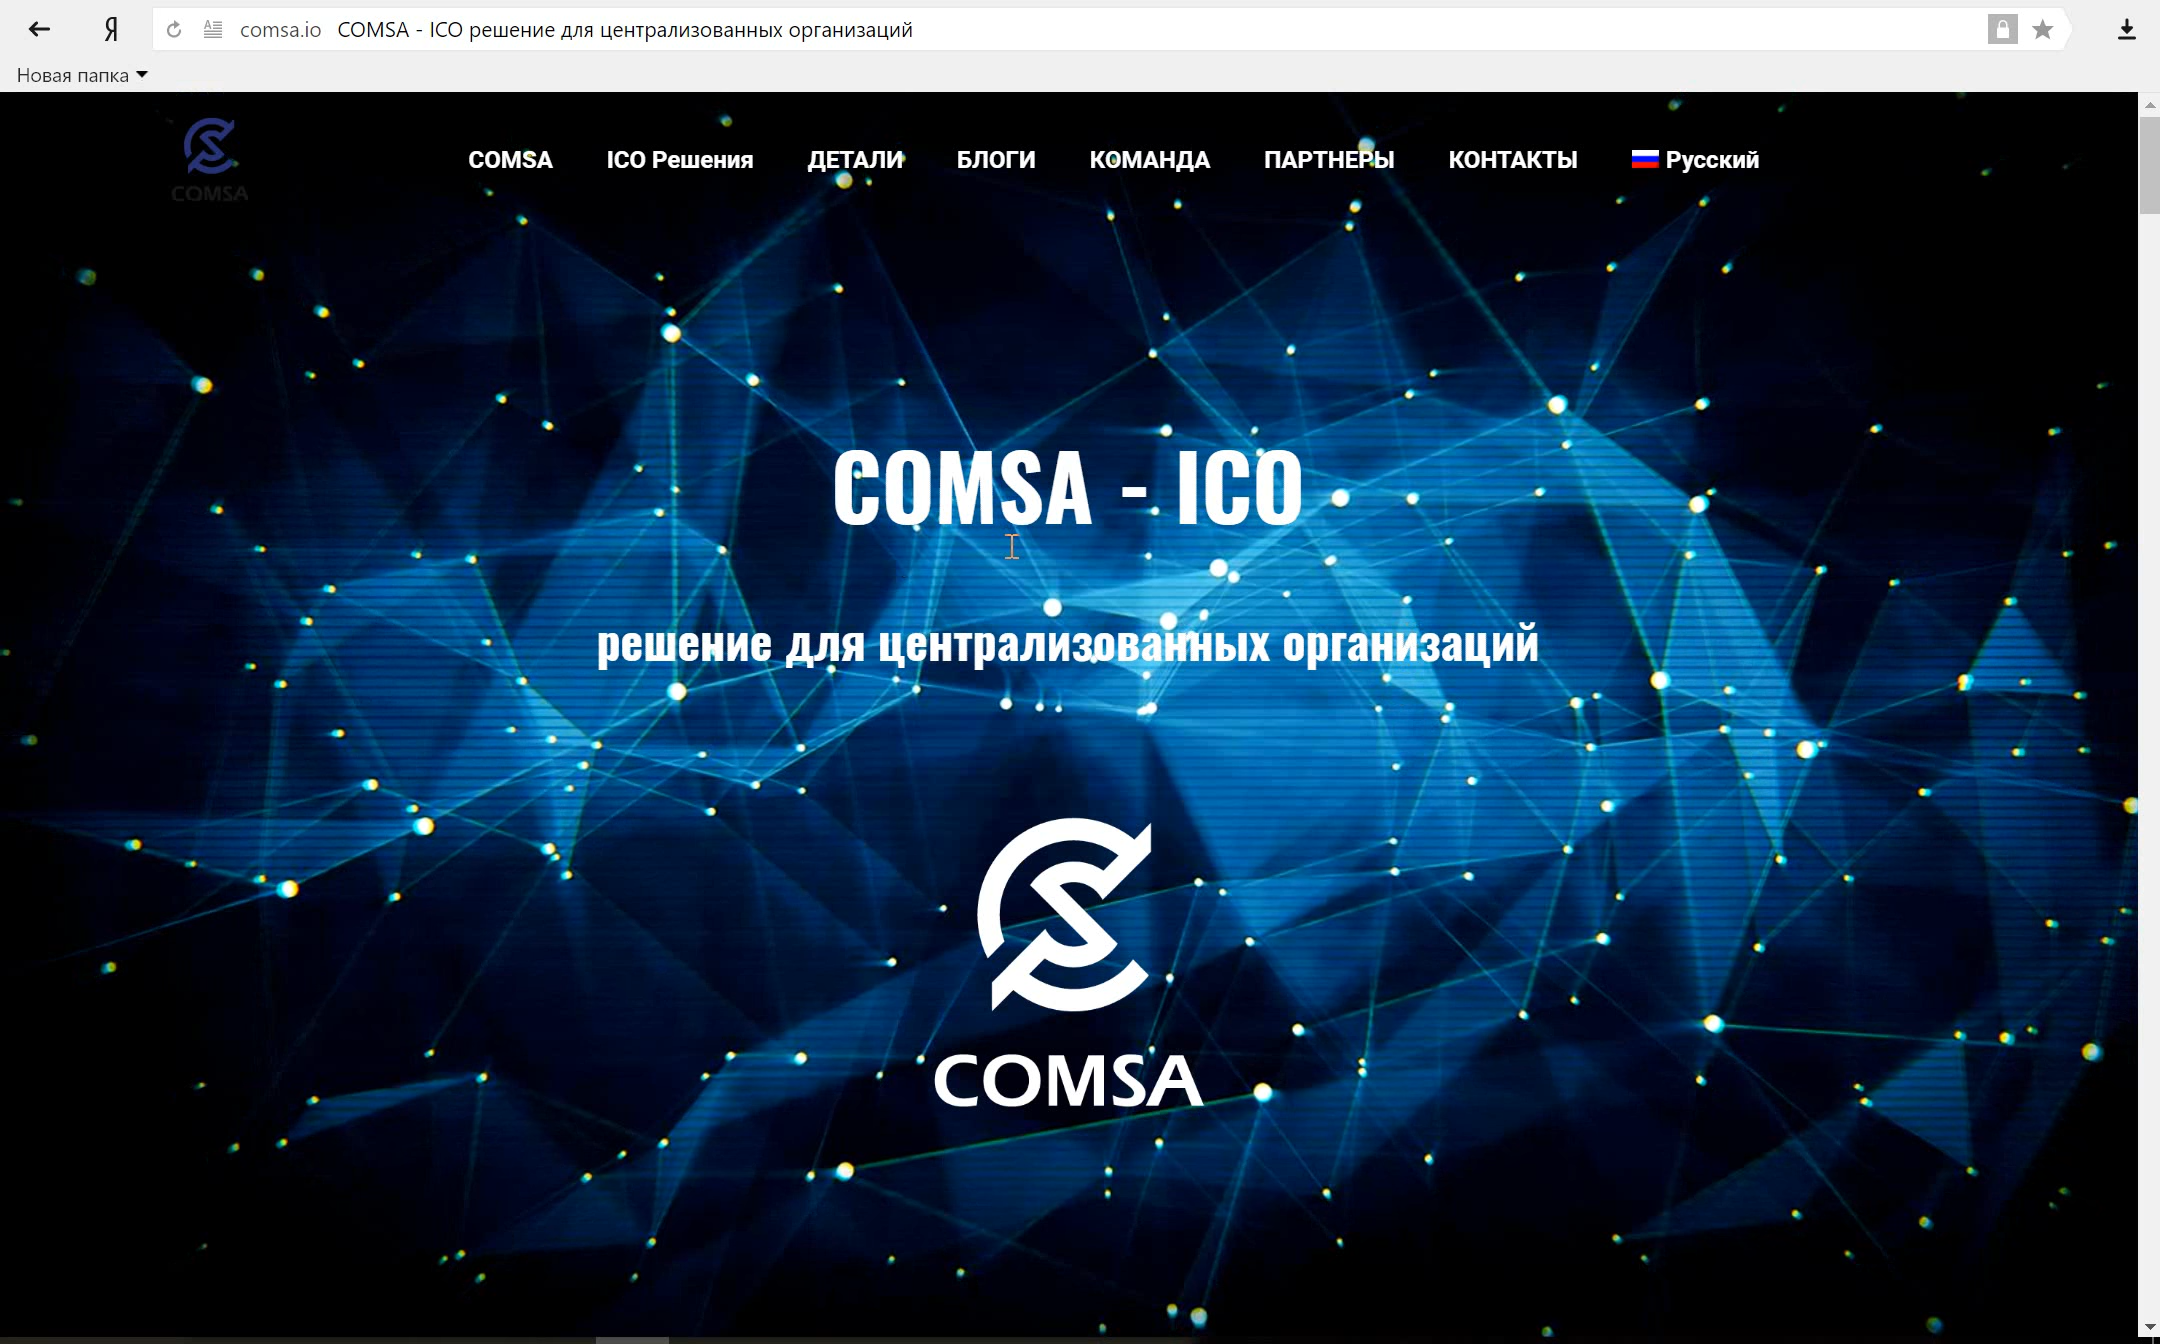 Я comsa.io COMSA - ICO решение для централизованных организаций
Новая папка
COMSA
COMSA ICO Решения ДЕТАЛИ БЛОГИ КОМАНДА ПАРТНЕРЫ КОНТАКТЫ Русский
COMSA - ICO
решение для централизованных организаций
COMSA